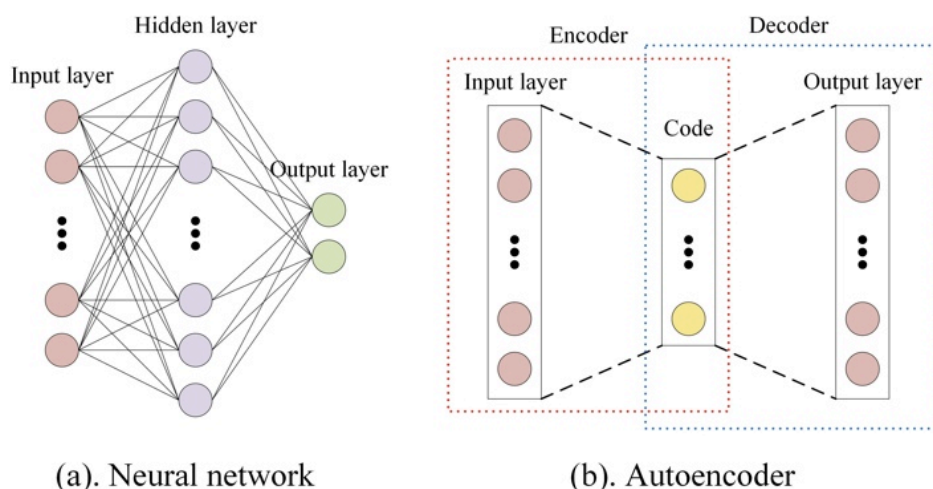 Hidden layer
Input layer
Output layer
(a). Neural network
Encoder
Decoder
Input layer
Code
Output layer
(b). Autoencoder